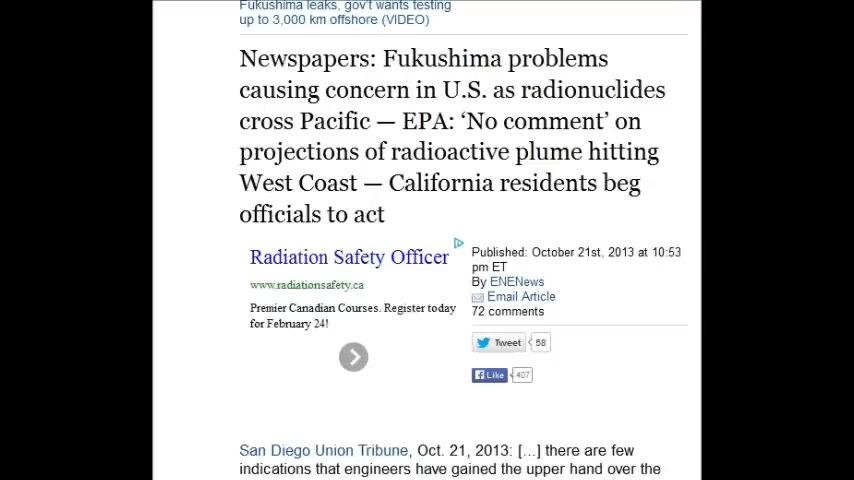 Fukushima leaks, gov't wants testing
up to 3,000 km offshore (VIDEO)
Newspapers: Fukushima problems
causing concern in U.S. as radionuclides
cross Pacific — EPA: ‘No comment’ on
projections of radioactive plume hitting
West Coast — California residents beg
officials to act
Radiation Safety Officer
www.radiationsafety.ca
Premier Canadian Courses. Register today
for February 24!
Published: October 21st, 2013 at 10:53
pm ET
By ENENews
Email Article
72 comments
Tweet 58
Like 407
San Diego Union Tribune, Oct. 21, 2013: [...] there are few
indications that engineers have gained the upper hand over the